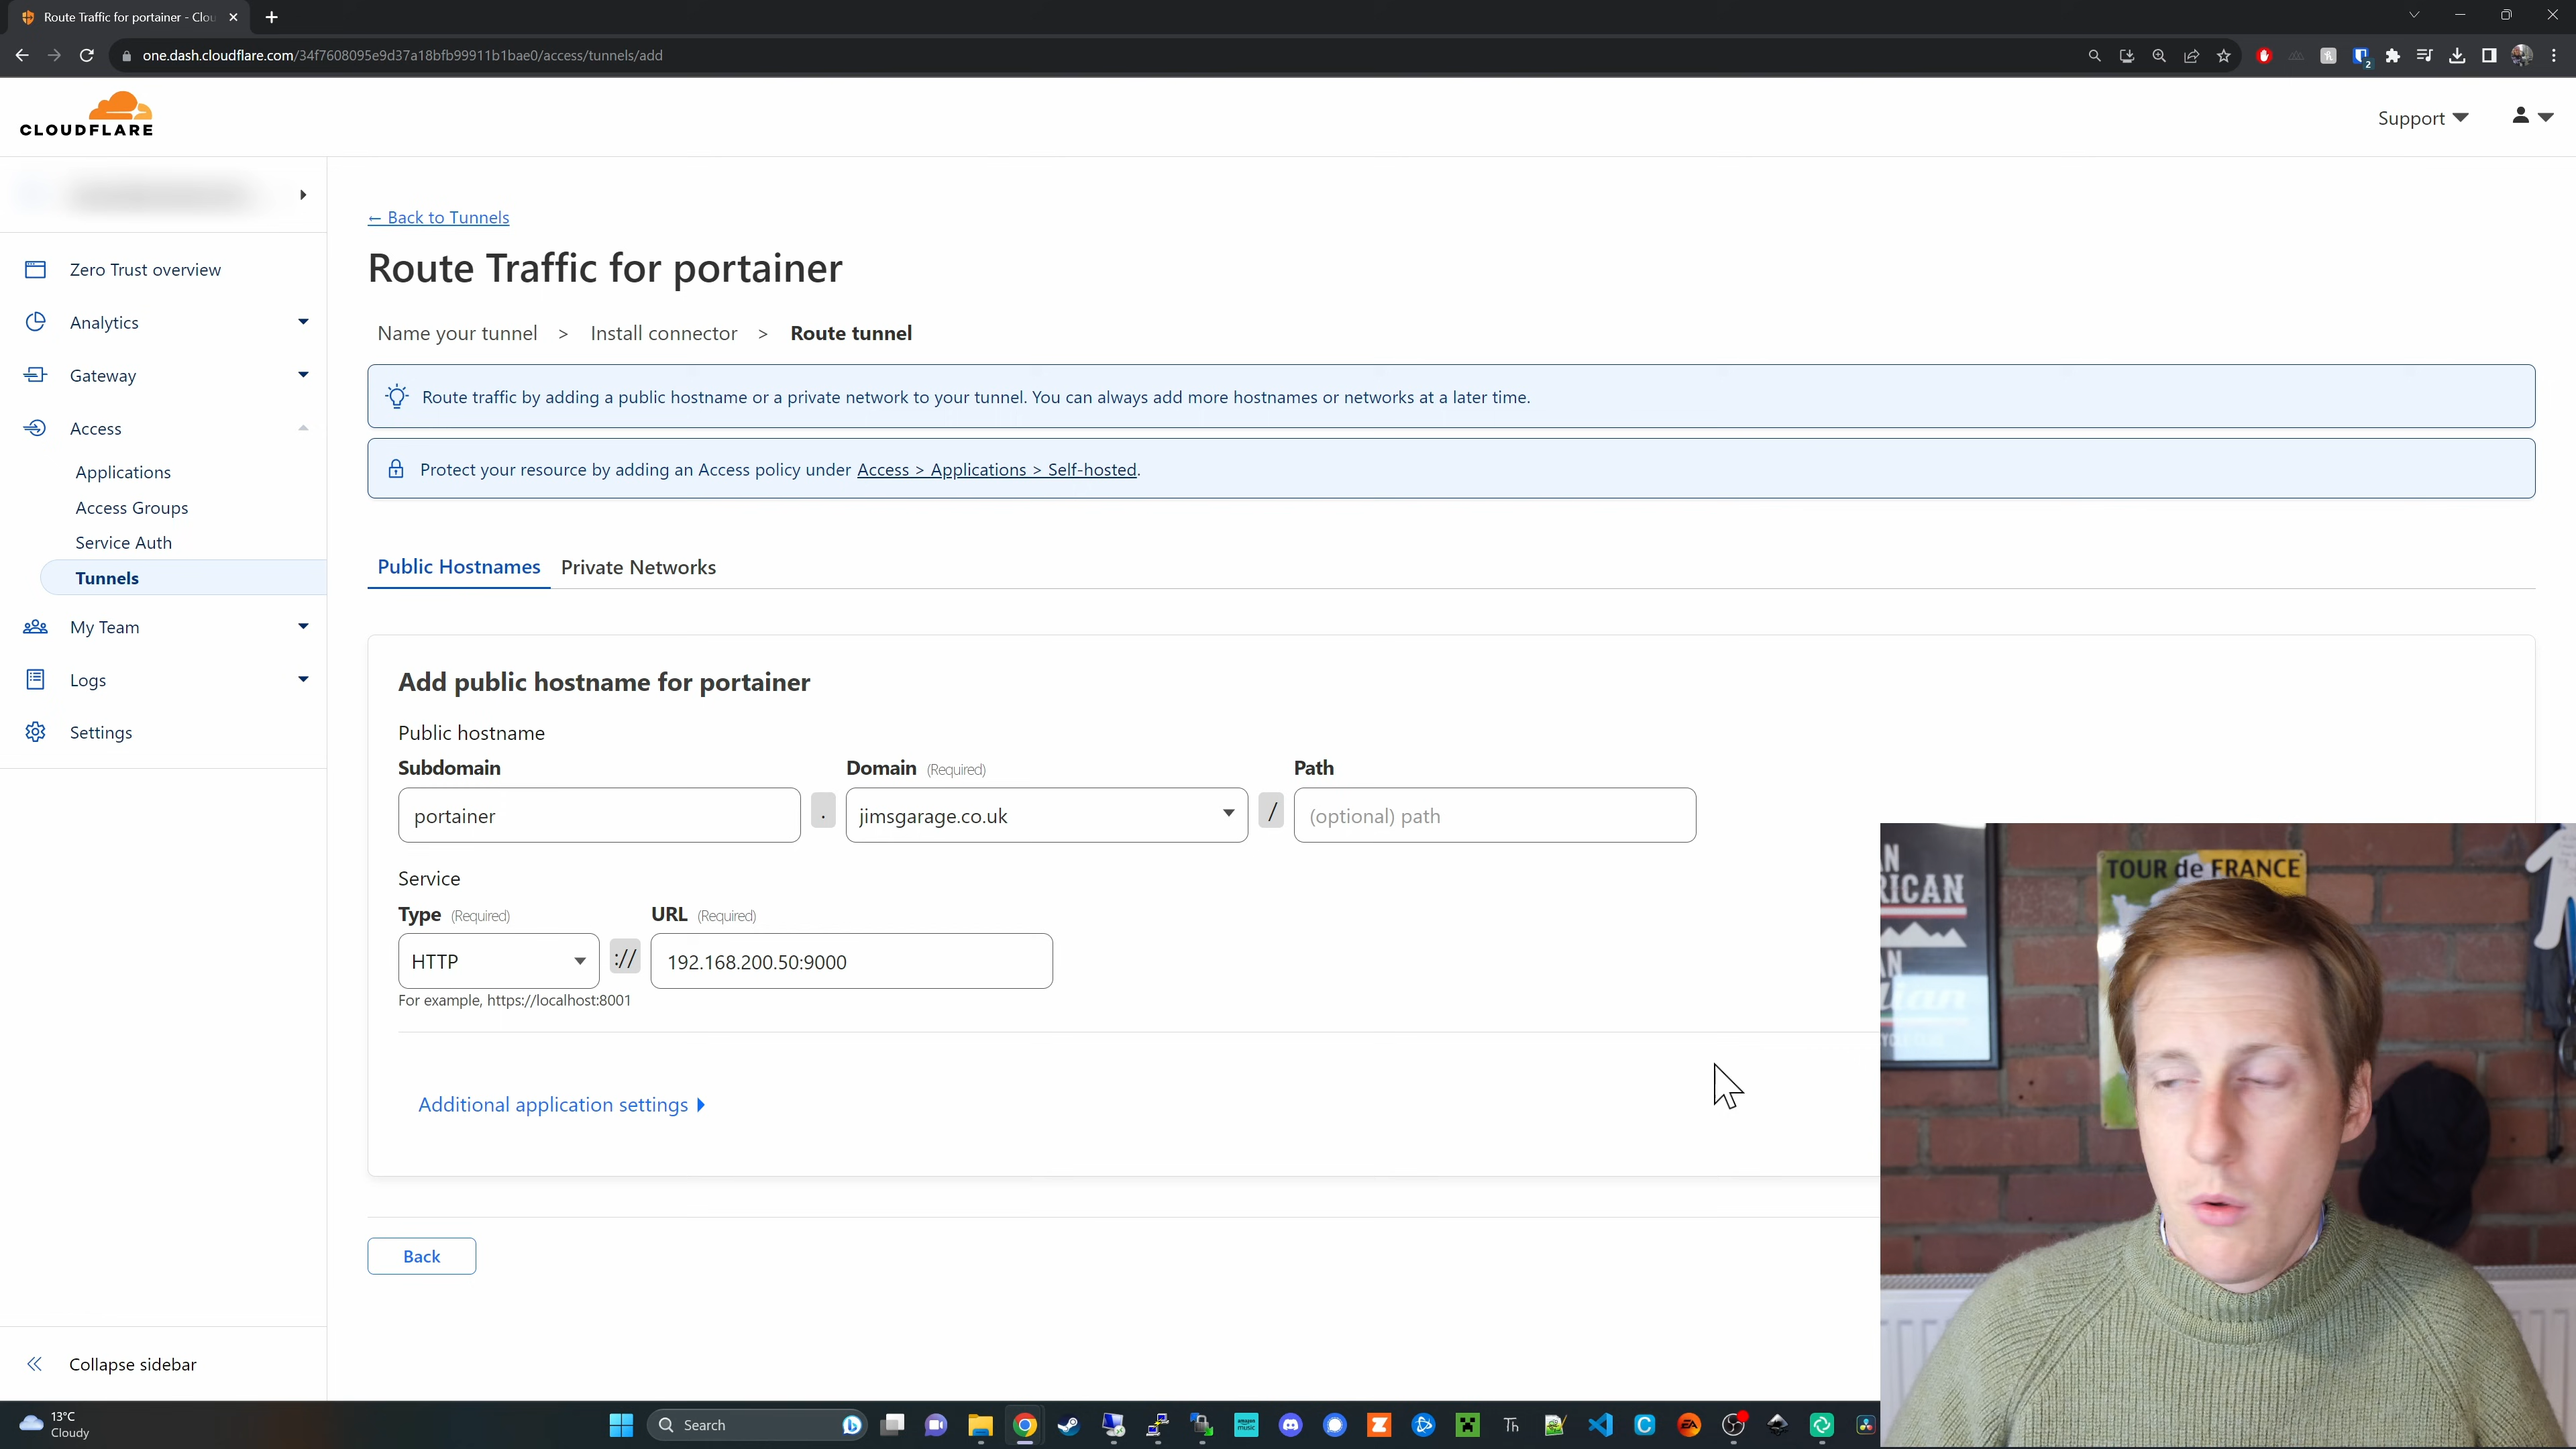 Route Traffic for portainer - Clou
one.dash.cloudflare.com/34f7608095e9d37a18bfb99911b1bae0/access/tunnels/add
2
CLOUDFLARE
Support
Zero Trust overview
Analytics
Gateway
Access
Applications
Access Groups
Service Auth
Tunnels
My Team
Logs
Settings
Collapse sidebar
← Back to Tunnels
Route Traffic for portainer
Name your tunnel > Install connector > Route tunnel
Route traffic by adding a public hostname or a private network to your tunnel. You can always add more hostnames or networks at a later time.
Protect your resource by adding an Access policy under Access > Applications > Self-hosted.
Public Hostnames Private Networks
Add public hostname for portainer
Public hostname
Subdomain Domain (Required) Path
portainer . jimsgarage.co.uk / (optional) path
Service
Type (Required) URL (Required)
HTTP :// 192.168.200.50:9000
For example, https://localhost:8001
Additional application settings
Back
TOUR de FRANCE
RICAN
13°C
Cloudy
Search
amazon music
Th
EA